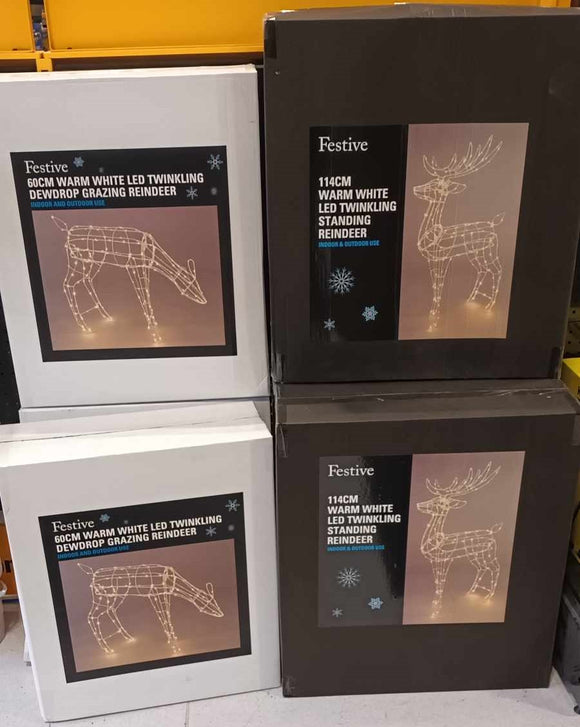 Festive
60CM WARM WHITE LED TWINKLING
DEWDROP GRAZING REINDEER
INDOOR AND OUTDOOR USE
Festive
114CM
WARM WHITE
LED TWINKLING
STANDING
REINDEER
INDOOR & OUTDOOR USE
Festive
60CM WARM WHITE LED TWINKLING
DEWDROP GRAZING REINDEER
INDOOR AND OUTDOOR USE
Festive
114CM
WARM WHITE
LED TWINKLING
STANDING
REINDEER
INDOOR & OUTDOOR USE